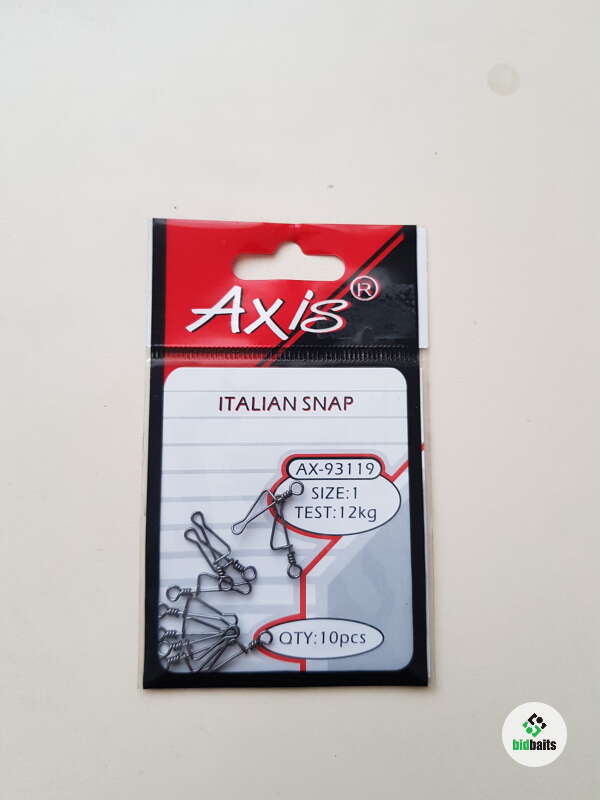 Axis®
ITALIAN SNAP
AX-93119
SIZE:1
TEST:12kg
QTY:10pcs
bidbaits